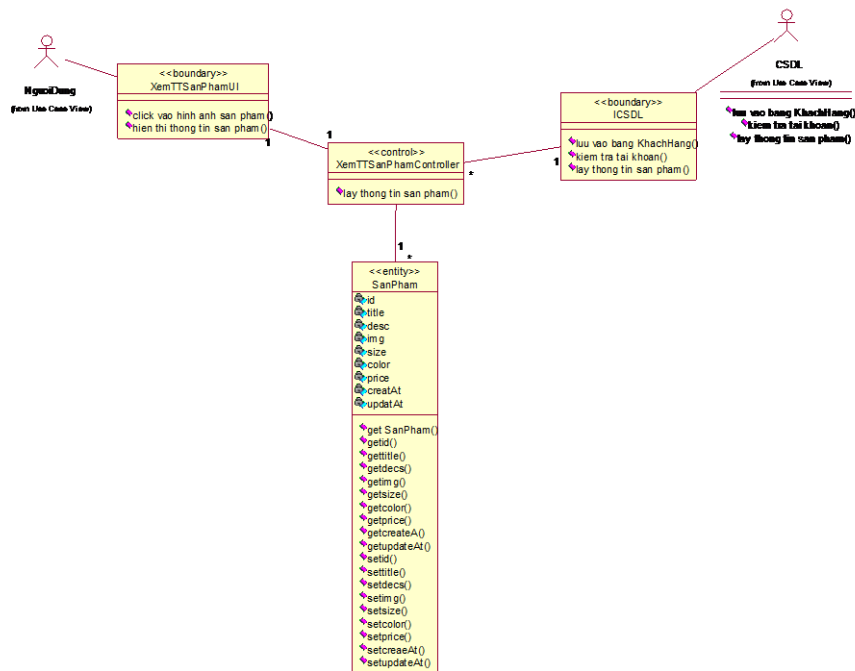 NguoiDung
(from Use Case View)
<<boundary>>
XemTTSanPhamUI
click vao hinh anh san pham()
hien thi thong tin san pham()
1
1
<<control>>
XemTTSanPhamController
lay thong tin san pham()
*
1
<<boundary>>
ICSDL
luu vao bang KhachHang()
kiem tra tai khoan()
lay thong tin san pham()
CSDL
(from Use Case View)
luu vao bang KhachHang()
kiem tra tai khoan()
lay thong tin san pham()
1
*
<<entity>>
SanPham
id
title
desc
img
size
color
price
creatAt
updatAt
get SanPham()
getid()
gettitle()
getdecs()
getimg()
getsize()
getcolor()
getprice()
getcreateA()
getupdateAt()
setid()
settitle()
setdecs()
setimg()
setsize()
setcolor()
setprice()
setcreaeAt()
setupdateAt()